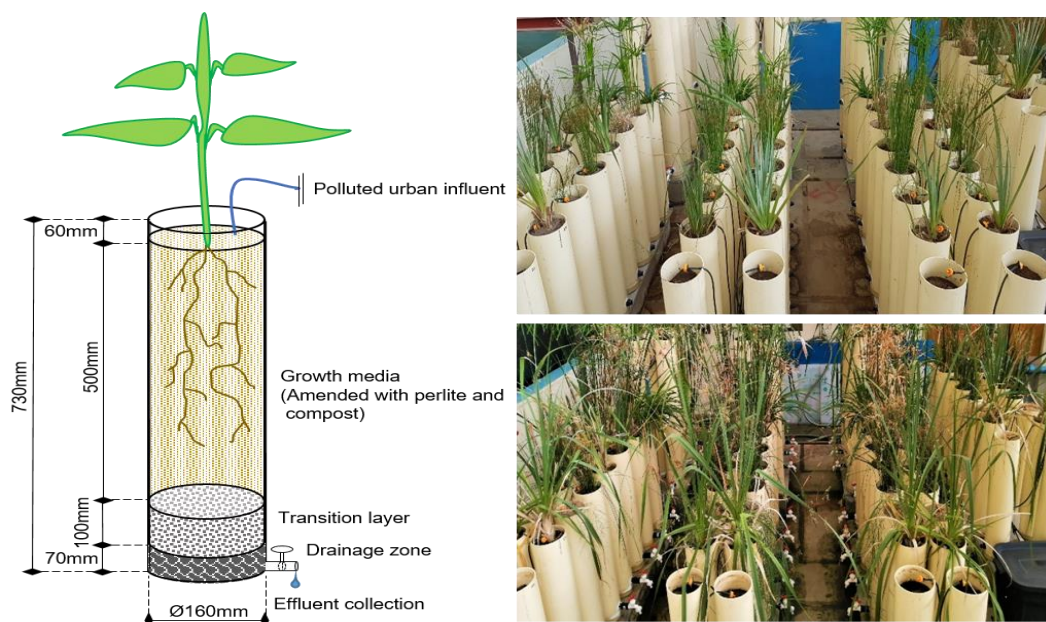 Polluted urban influent
60mm
500mm
730mm
Growth media
(Amended with perlite and
compost)
100mm
Transition layer
70mm
Drainage zone
Effluent collection
Ø160mm